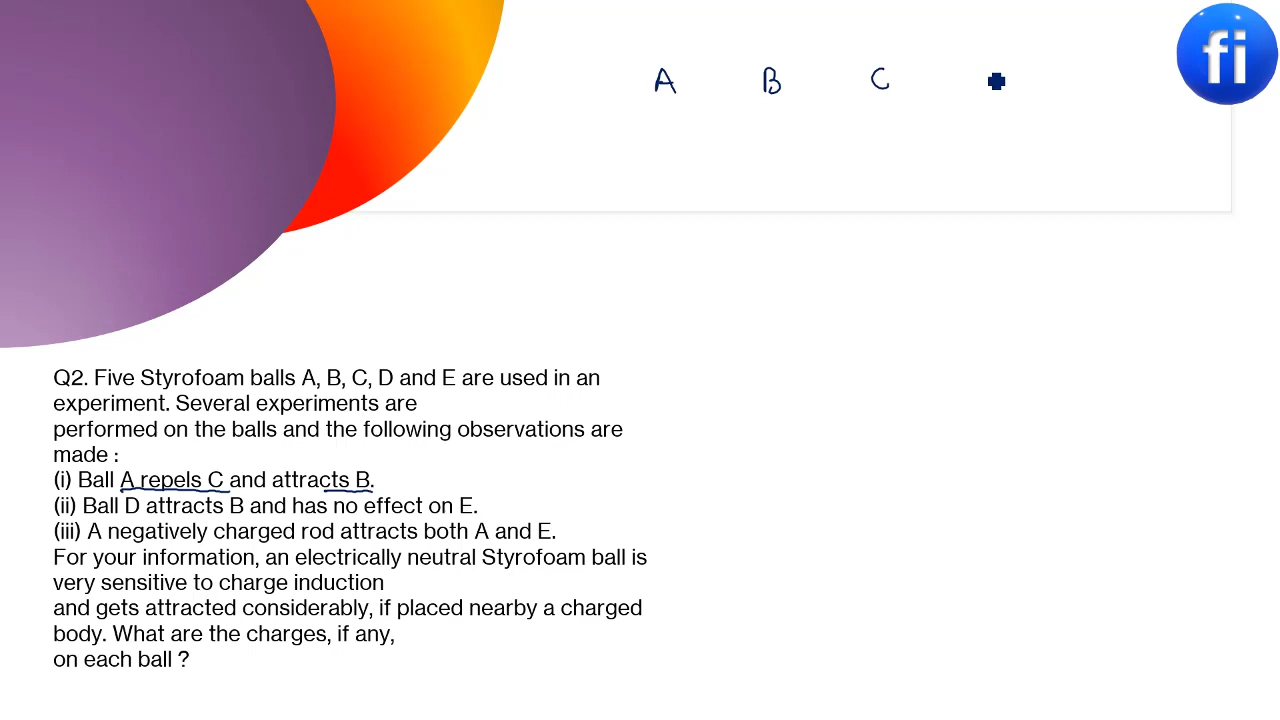 A B C
fi
Q2. Five Styrofoam balls A, B, C, D and E are used in an
experiment. Several experiments are
performed on the balls and the following observations are
made :
(i) Ball A repels C and attracts B.
(ii) Ball D attracts B and has no effect on E.
(iii) A negatively charged rod attracts both A and E.
For your information, an electrically neutral Styrofoam ball is
very sensitive to charge induction
and gets attracted considerably, if placed nearby a charged
body. What are the charges, if any,
on each ball ?